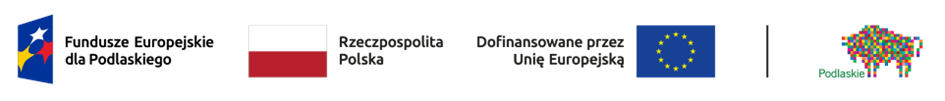 Fundusze Europejskie
dla Podlaskiego
Rzeczpospolita
Polska
Dofinansowane przez
Unię Europejską
Podlaskie